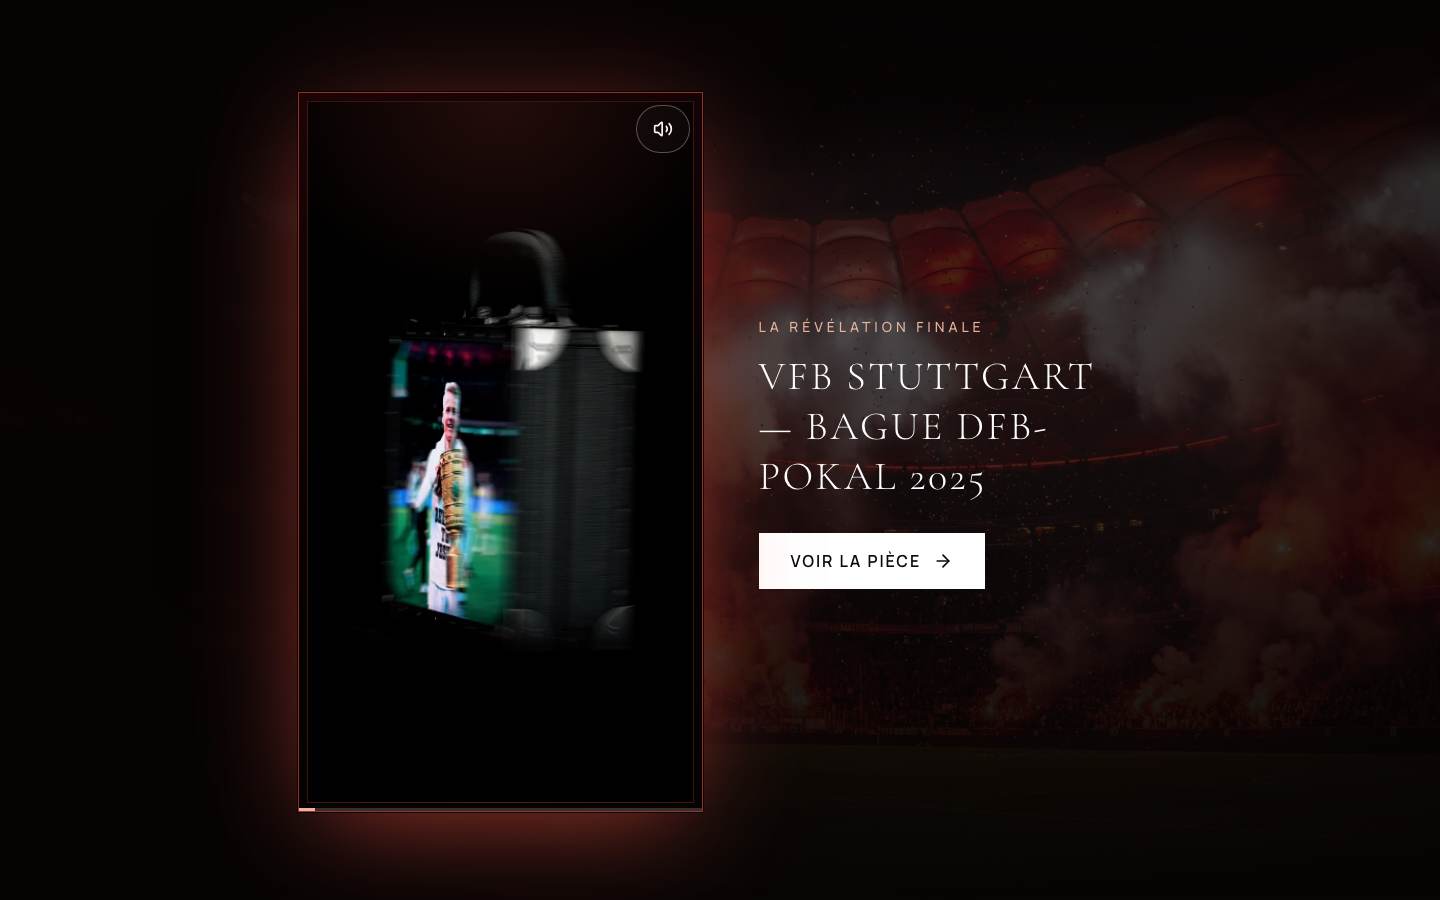 LA RÉVÉLATION FINALE
VFB STUTTGART
— BAGUE DFB-
POKAL 2025
VOIR LA PIÈCE